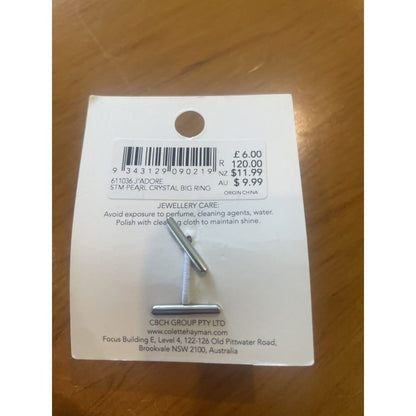 £ 6.00
R 120.00
NZ $11.99
AU $ 9.99
9 343129 090219
611036 J'ADORE
STM PEARL CRYSTAL BIG RING
ORIGIN CHINA
JEWELLERY CARE:
Avoid exposure to perfume, cleaning agents, water.
Polish with cleaning cloth to maintain shine.
CBCH GROUP PTY LTD
www.colettehayman.com
Focus Building E, Level 4, 122-126 Old Pittwater Road,
Brookvale NSW 2100, Australia